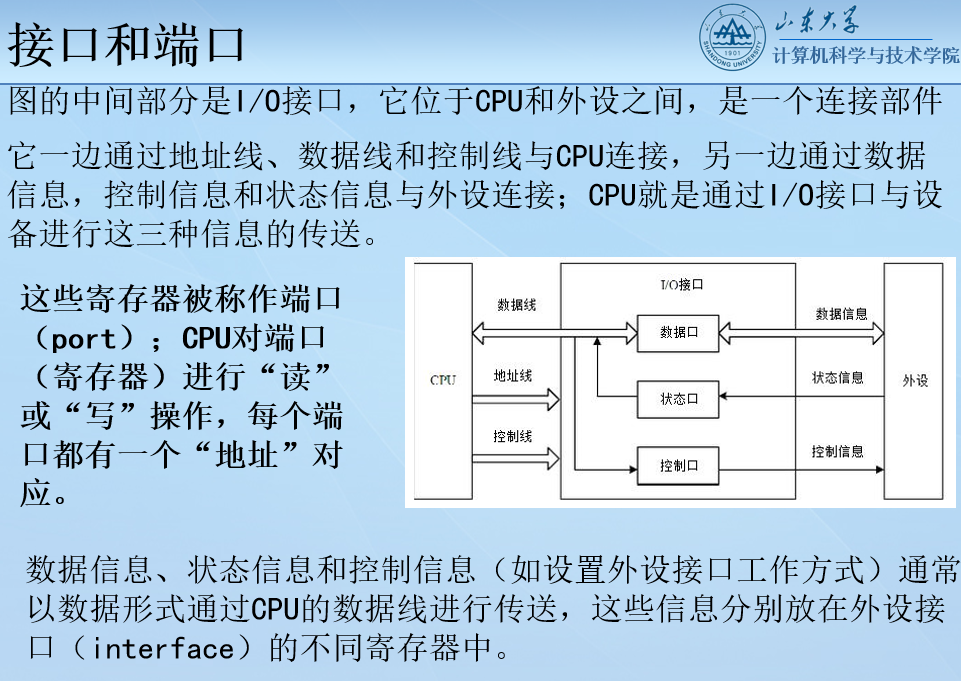 接口和端口
山东大学
SHANDONG UNIVERSITY
1901
计算机科学与技术学院
图的中间部分是I/O接口，它位于CPU和外设之间，是一个连接部件
它一边通过地址线、数据线和控制线与CPU连接，另一边通过数据
信息，控制信息和状态信息与外设连接；CPU就是通过I/O接口与设
备进行这三种信息的传送。
这些寄存器被称作端口
（port）；CPU对端口
（寄存器）进行“读”
或“写”操作，每个端
口都有一个“地址”对
应。
I/O接口
数据线
数据口
数据信息
CPU
地址线
状态口
状态信息
外设
控制线
控制口
控制信息
数据信息、状态信息和控制信息（如设置外设接口工作方式）通常
以数据形式通过CPU的数据线进行传送，这些信息分别放在外设接
口（interface）的不同寄存器中。